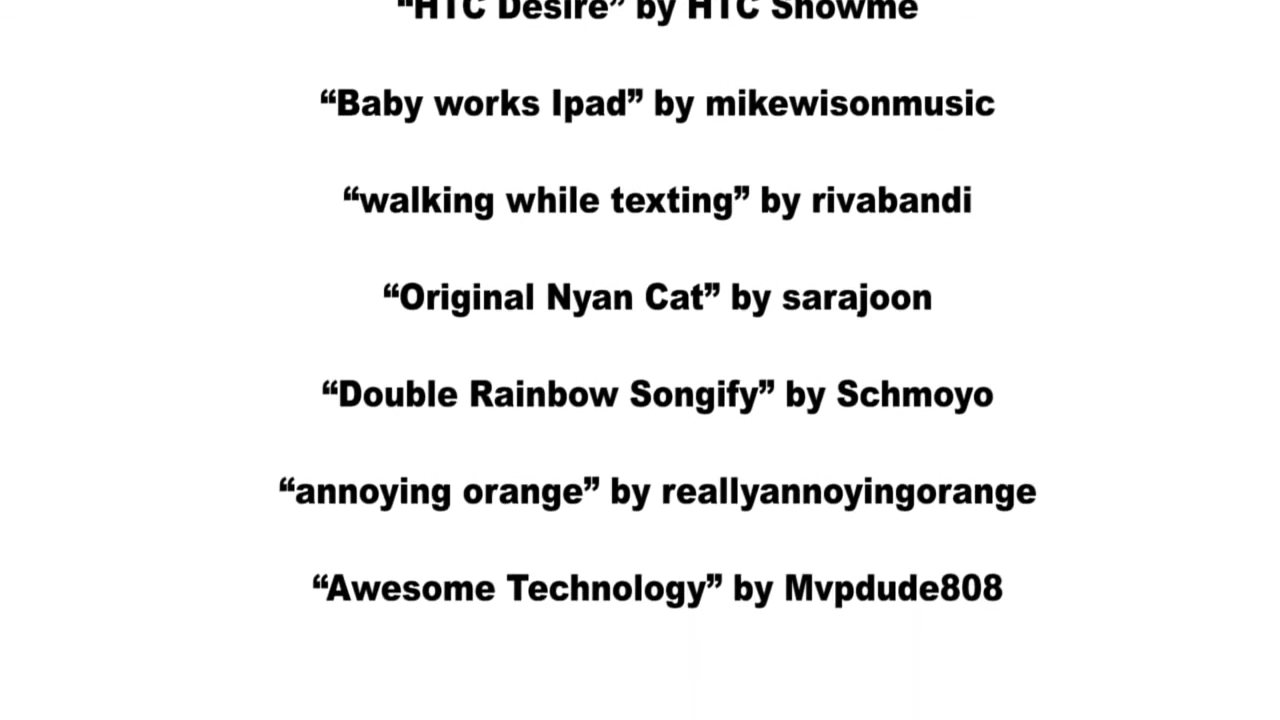 “HTC Desire” by HTC Showme
“Baby works Ipad” by mikewisonmusic
“walking while texting” by rivabandi
“Original Nyan Cat” by sarajoon
“Double Rainbow Songify” by Schmoyo
“annoying orange” by reallyannoyingorange
“Awesome Technology” by Mvpdude808